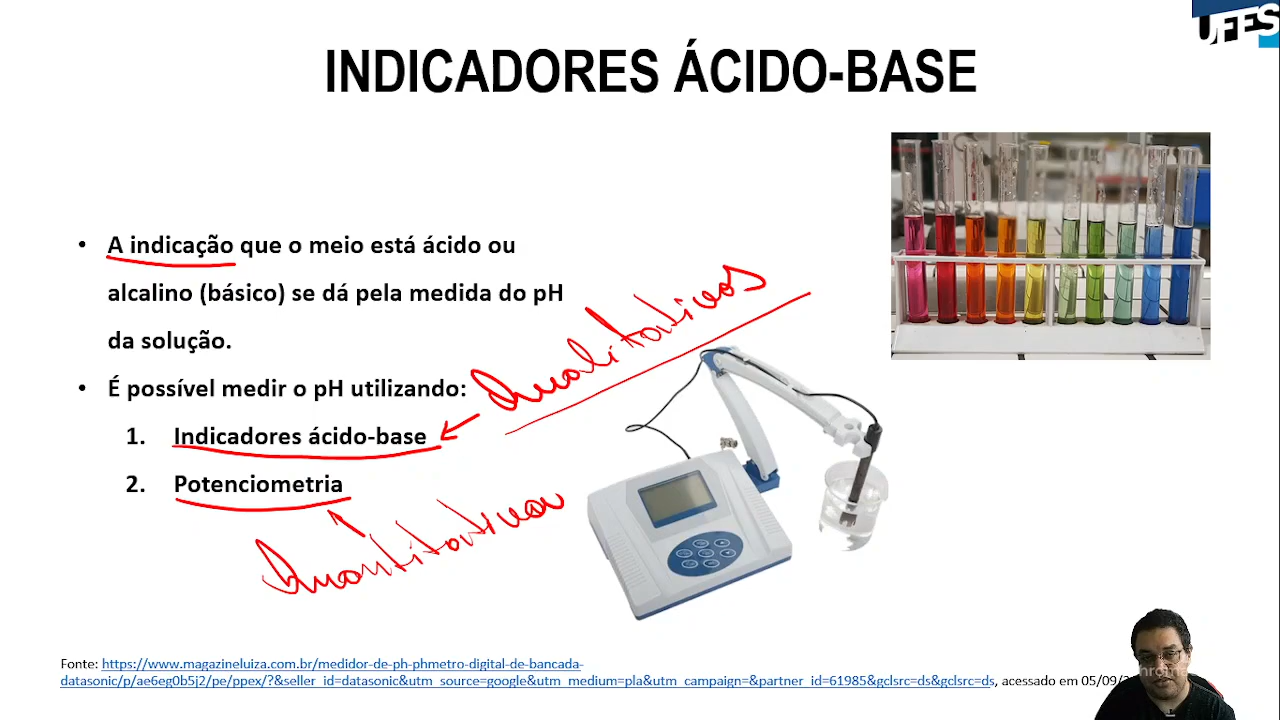 UFES
INDICADORES ÁCIDO-BASE
• A indicação que o meio está ácido ou
alcalino (básico) se dá pela medida do pH
da solução.
• É possível medir o pH utilizando:
Qualitativos
1. Indicadores ácido-base
2. Potenciometria
Quantitativa
Fonte: https://www.magazineluiza.com.br/medidor-de-ph-phmetro-digital-de-bancada-
datasonic/p/ae6eg0b5j2/pe/ppex/?&seller_id=datasonic&utm_source=google&utm_medium=pla&utm_campaign=&partner_id=61985&gclsrc=ds&gclsrc=ds, acessado em 05/09/